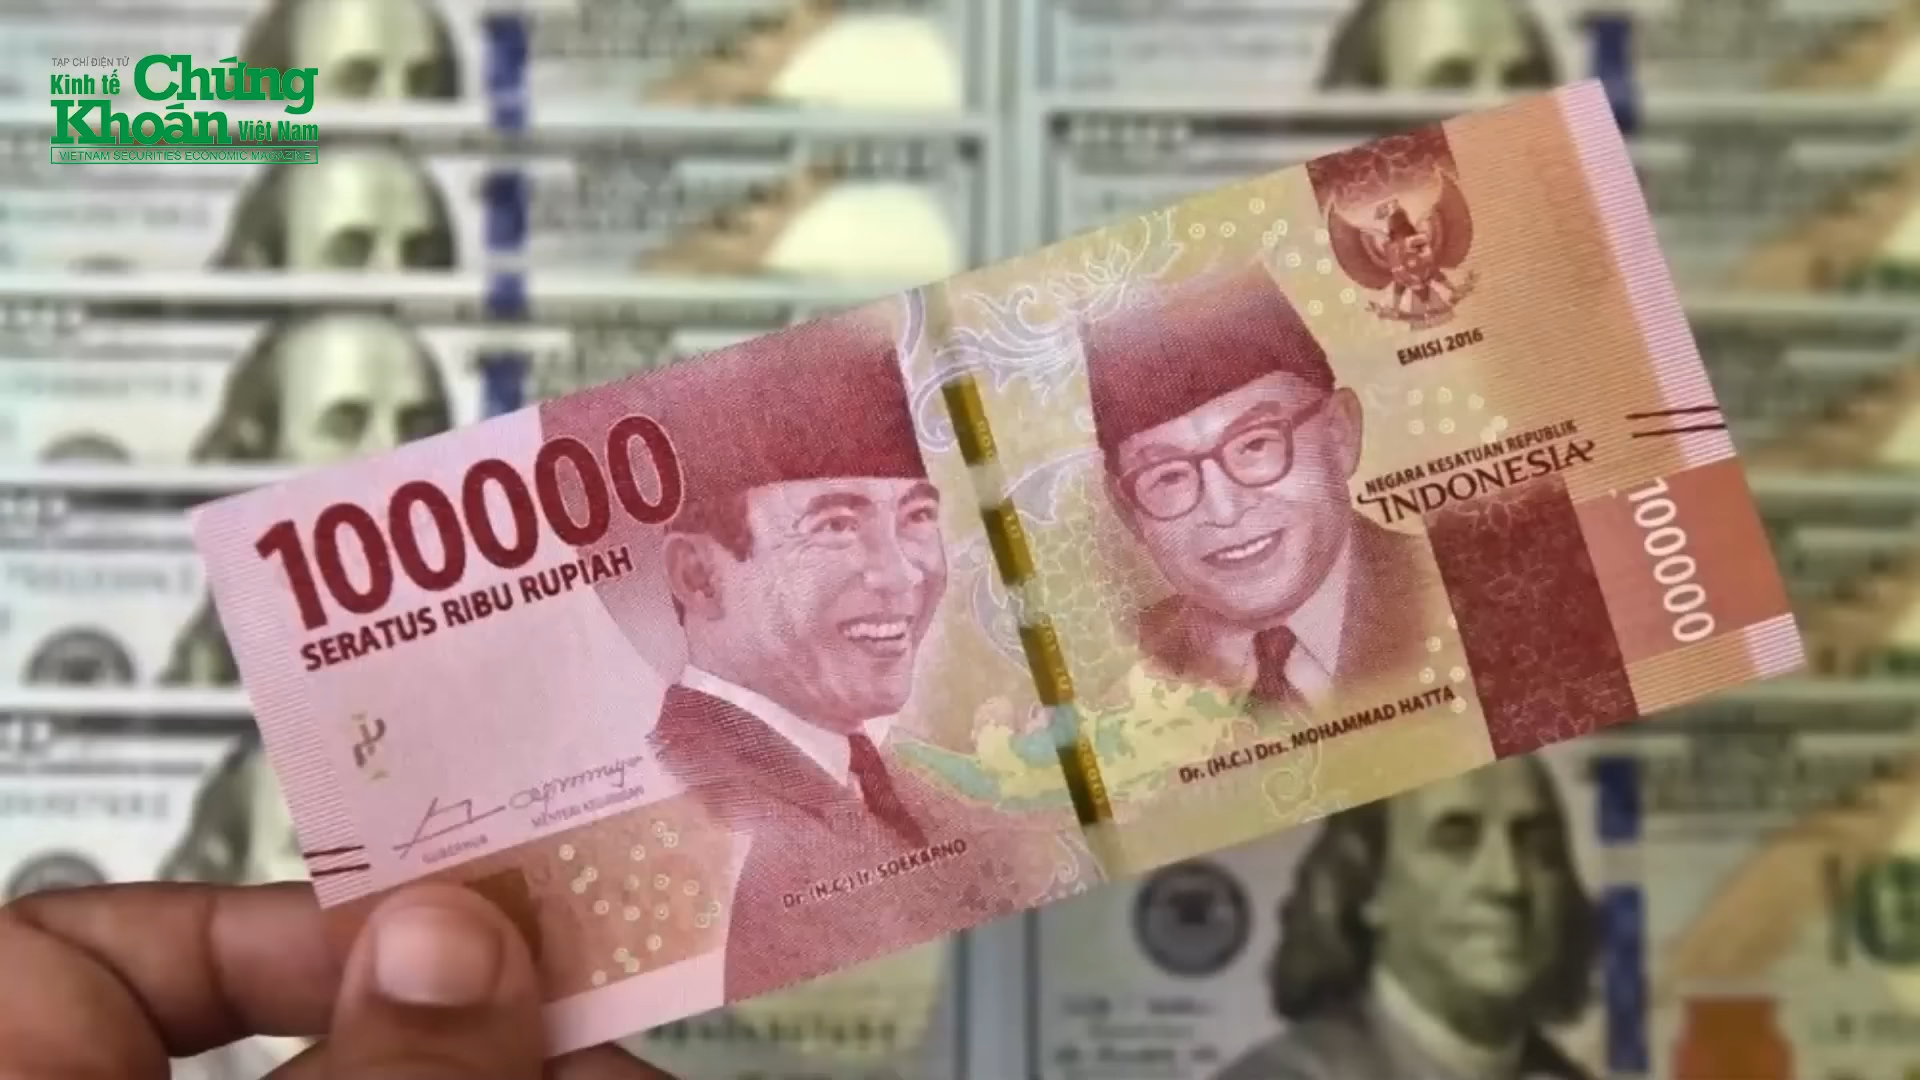 TẠP CHÍ ĐIỆN TỬ
Kinh tế Chứng
Khoán Việt Nam
VIETNAM SECURITIES ECONOMIC MAGAZINE
100000
SERATUS RIBU RUPIAH
GUBERNUR
MENTERI KEUANGAN
Dr. (H.C.) Ir. SOEKARNO
EMISI 2016
NEGARA KESATUAN REPUBLIK
INDONESIA
100000
Dr. (H.C.) Drs. MOHAMMAD HATTA